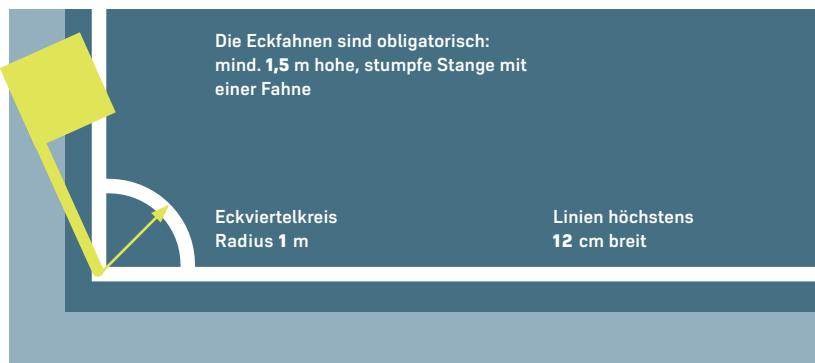 Die Eckfahnen sind obligatorisch:
mind. 1,5 m hohe, stumpfe Stange mit
einer Fahne
Eckviertelkreis
Radius 1 m
Linien höchstens
12 cm breit